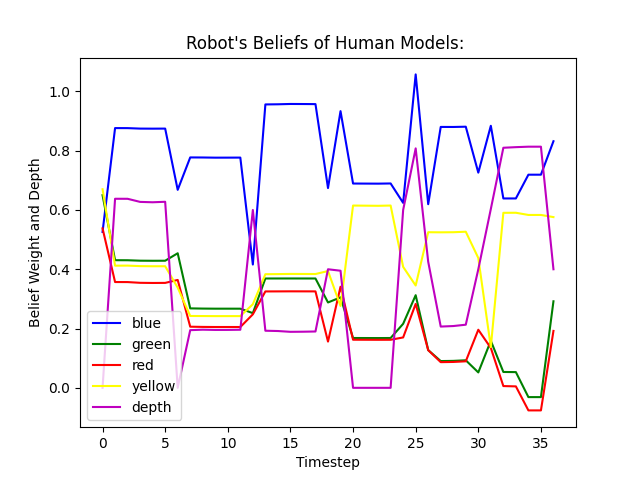 Robot's Beliefs of Human Models:
Belief Weight and Depth
1.0
0.8
0.6
0.4
0.2
0.0
blue
green
red
yellow
depth
0 5 10 15 20 25 30 35
Timestep